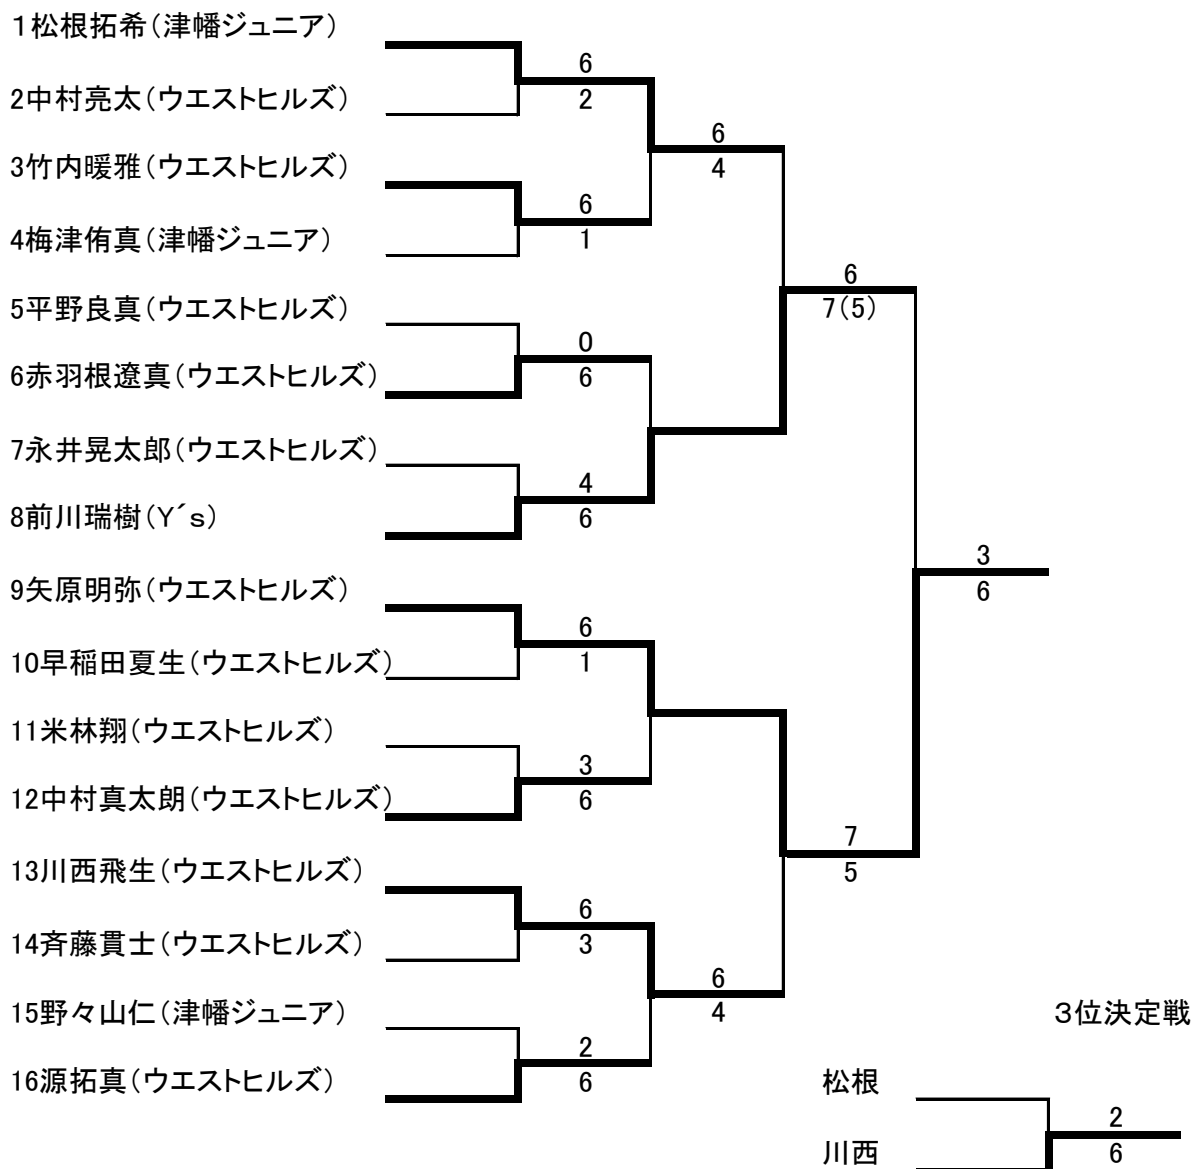 1松根拓希(津幡ジュニア)
6
2中村亮太(ウエストヒルズ)
2
6
3竹内暖雅(ウエストヒルズ)
4
6
4梅津侑真(津幡ジュニア)
1
6
5平野良真(ウエストヒルズ)
7(5)
0
6赤羽根遼真(ウエストヒルズ)
6
7永井晃太郎(ウエストヒルズ)
4
8前川瑞樹(Y´s)
6
3
9矢原明弥(ウエストヒルズ)
6
6
10早稲田夏生(ウエストヒルズ)
1
11米林翔(ウエストヒルズ)
3
12中村真太朗(ウエストヒルズ)
6
7
13川西飛生(ウエストヒルズ)
5
6
14斉藤貫士(ウエストヒルズ)
3
6
15野々山仁(津幡ジュニア)
4
3位決定戦
2
16源拓真(ウエストヒルズ)
6
松根
2
川西
6